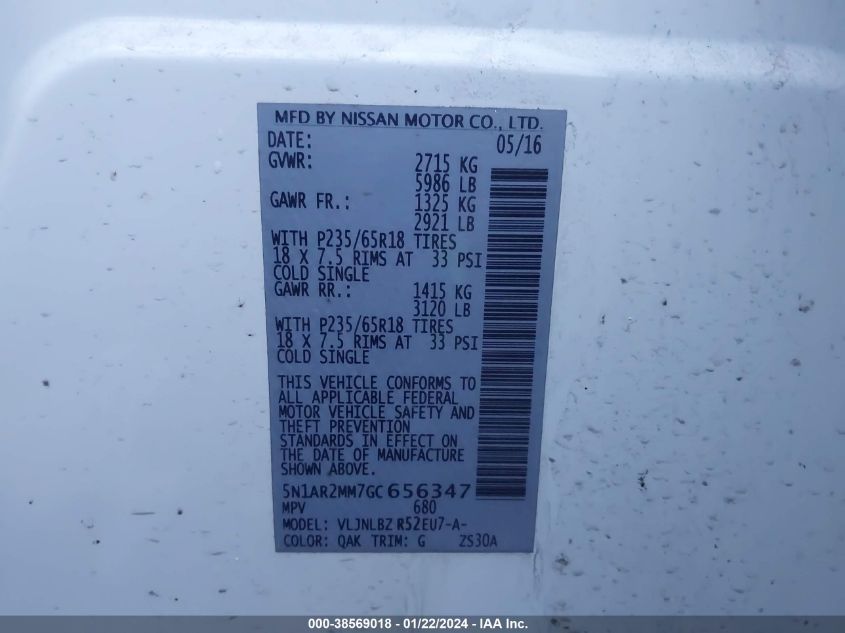 MFD BY NISSAN MOTOR CO., LTD.
DATE: 05/16
GVWR: 2715 KG
5986 LB
GAWR FR.: 1325 KG
2921 LB
WITH P235/65R18 TIRES
18 X 7.5 RIMS AT 33 PSI
COLD SINGLE
GAWR RR.: 1415 KG
3120 LB
WITH P235/65R18 TIRES
18 X 7.5 RIMS AT 33 PSI
COLD SINGLE
THIS VEHICLE CONFORMS TO
ALL APPLICABLE FEDERAL
MOTOR VEHICLE SAFETY AND
THEFT PREVENTION
STANDARDS IN EFFECT ON
THE DATE OF MANUFACTURE
SHOWN ABOVE.
5N1AR2MM7GC656347
MPV 680
MODEL: VLJNLBZ R52EU7-A-
COLOR: QAK TRIM: G ZS30A
000-38569018 - 01/22/2024 - IAA Inc.